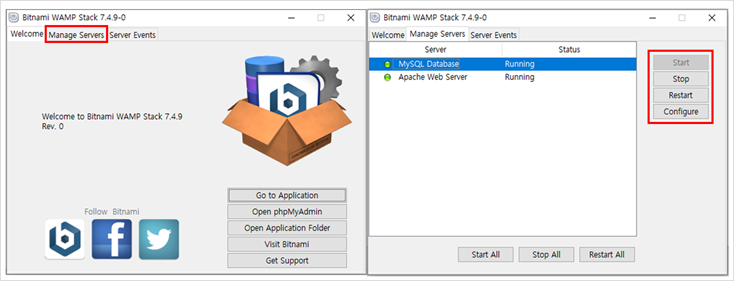 Bitnami WAMP Stack 7.4.9-0
Welcome Manage Servers Server Events
Welcome to Bitnami WAMP Stack 7.4.9
Rev. 0
Follow Bitnami
Go to Application
Open phpMyAdmin
Open Application Folder
Visit Bitnami
Get Support
Bitnami WAMP Stack 7.4.9-0
Welcome Manage Servers Server Events
Server Status
MySQL Database Running
Apache Web Server Running
Start
Stop
Restart
Configure
Start All Stop All Restart All